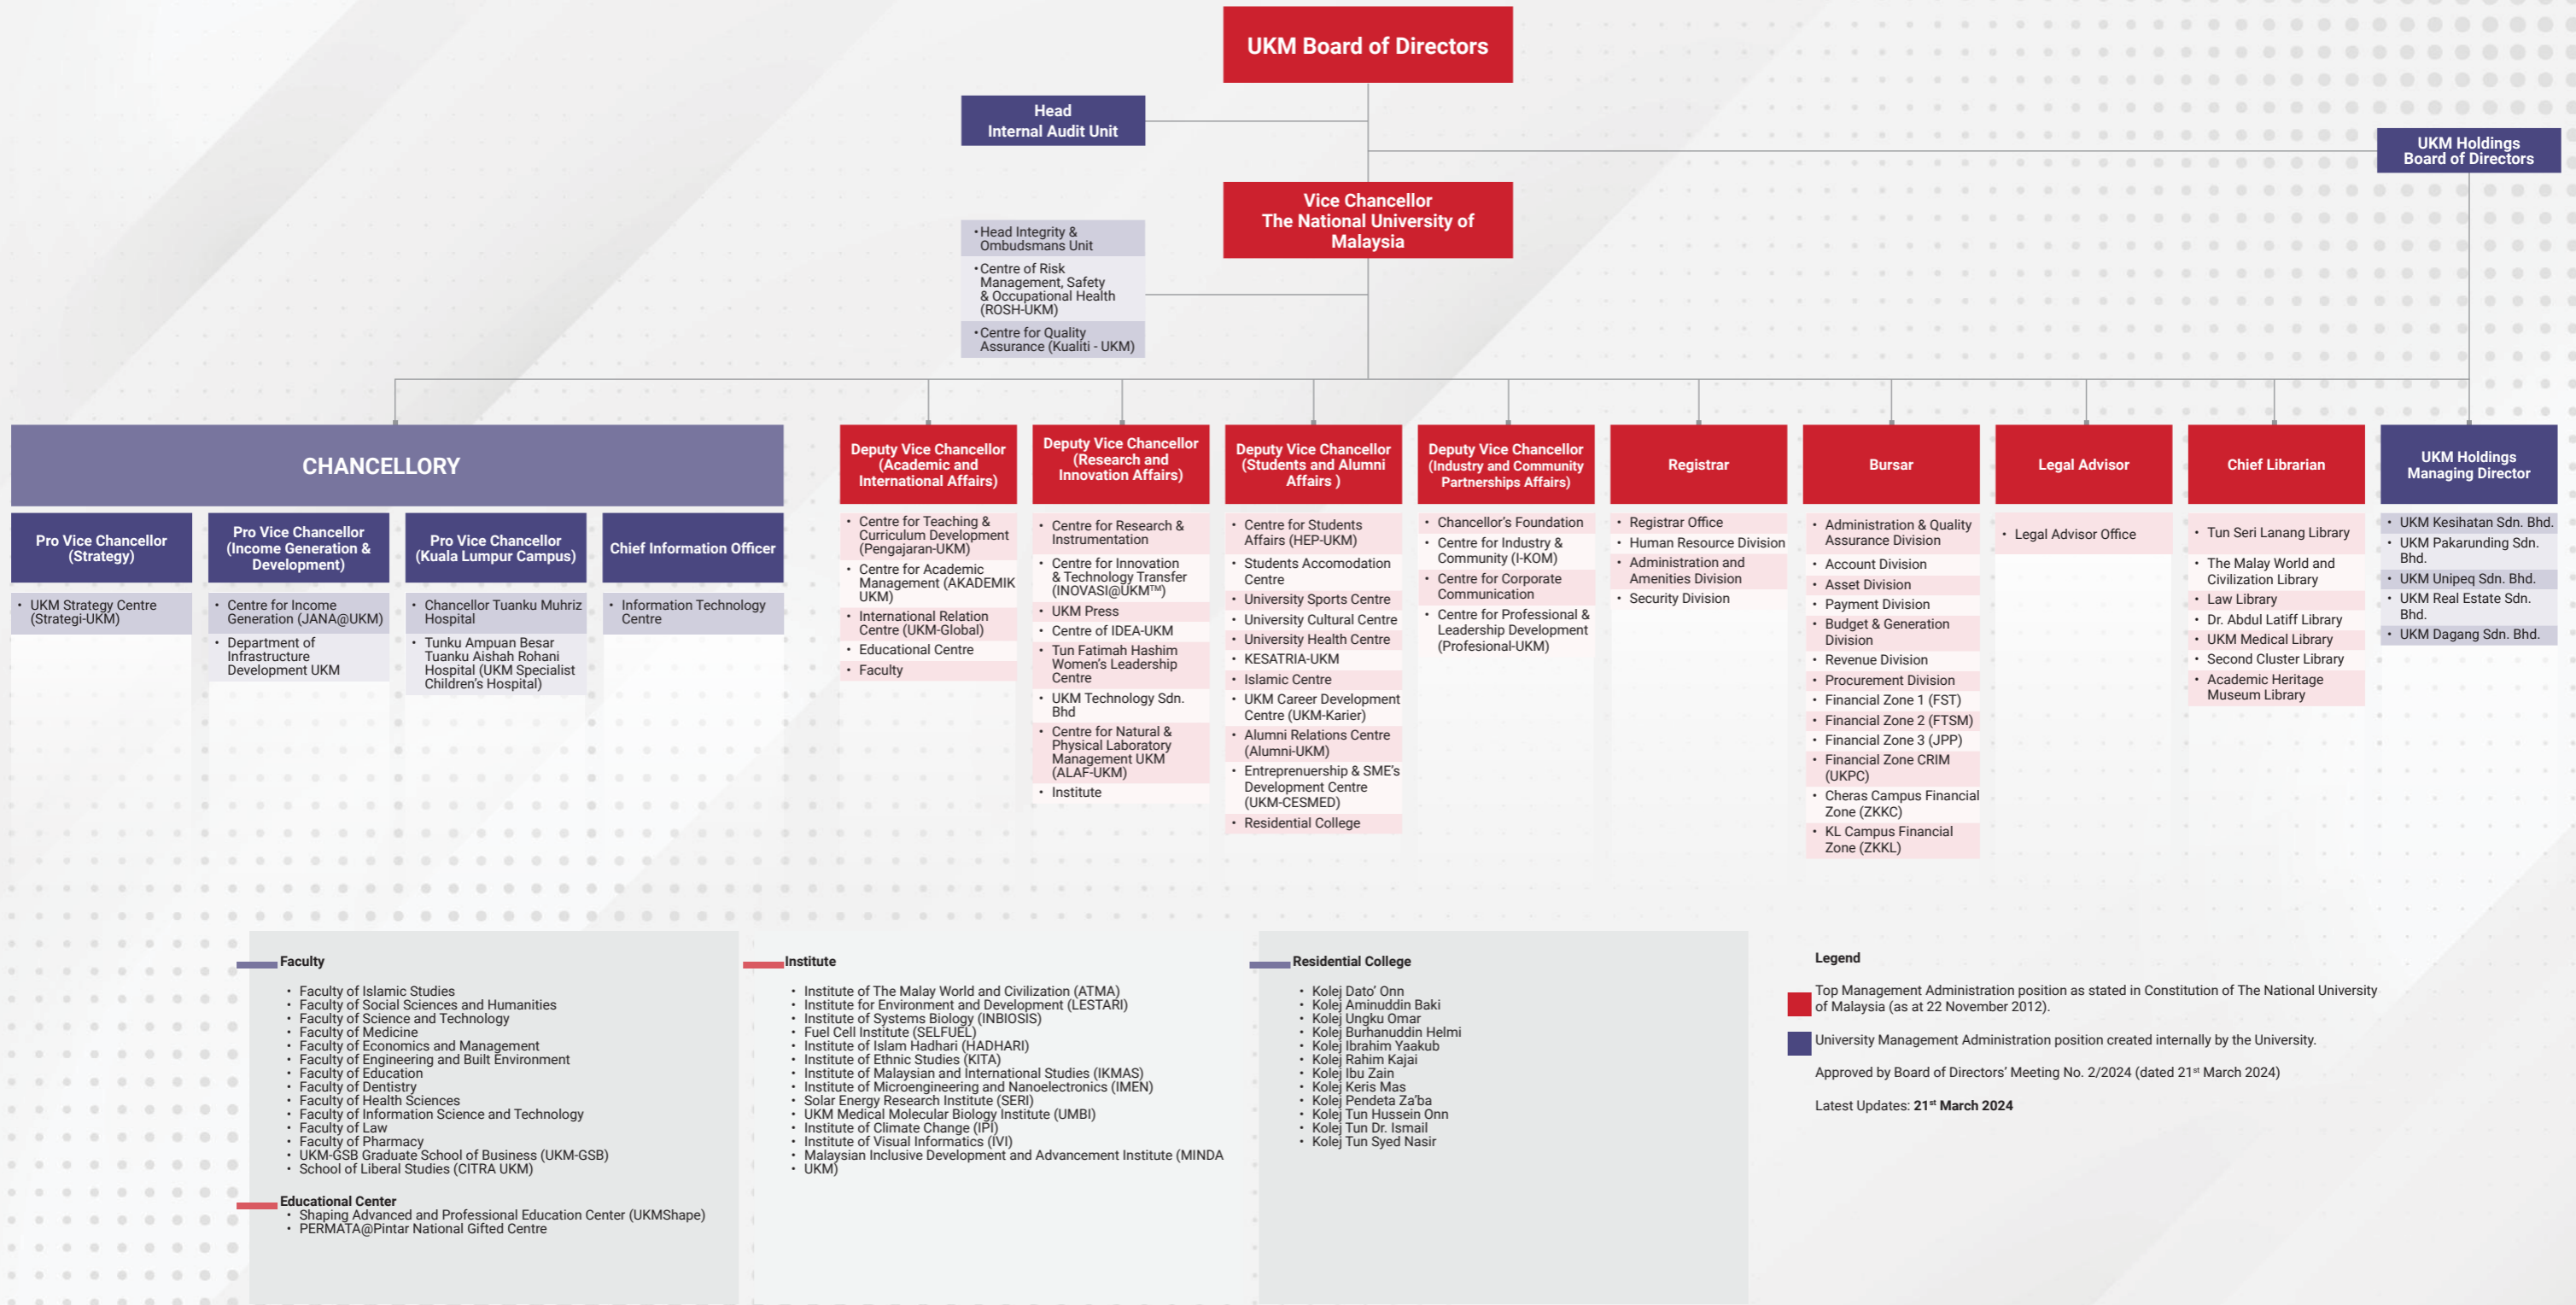 UKM Board of Directors
Head
Internal Audit Unit
UKM Holdings
Board of Directors
Vice Chancellor
The National University of
Malaysia
•Head Integrity &
Ombudsmans Unit
•Centre of Risk
Management, Safety
& Occupational Health
(ROSH-UKM)
•Centre for Quality
Assurance (Kualiti - UKM)
CHANCELLORY
Pro Vice Chancellor
(Strategy)
• UKM Strategy Centre
(Strategi-UKM)
Pro Vice Chancellor
(Income Generation &
Development)
• Centre for Income
Generation (JANA@UKM)
• Department of
Infrastructure
Development UKM
Pro Vice Chancellor
(Kuala Lumpur Campus)
• Chancellor Tuanku Muhriz
Hospital
• Tunku Ampuan Besar
Tuanku Aishah Rohani
Hospital (UKM Specialist
Children's Hospital)
Chief Information Officer
• Information Technology
Centre
Deputy Vice Chancellor
(Academic and
International Affairs)
• Centre for Teaching &
Curriculum Development
(Pengajaran-UKM)
• Centre for Academic
Management (AKADEMIK
UKM)
• International Relation
Centre (UKM-Global)
• Educational Centre
• Faculty
Deputy Vice Chancellor
(Research and
Innovation Affairs)
• Centre for Research &
Instrumentation
• Centre for Innovation
& Technology Transfer
(INOVASI@UKM™)
• UKM Press
• Centre of IDEA-UKM
• Tun Fatimah Hashim
Women's Leadership
Centre
• UKM Technology Sdn.
Bhd
• Centre for Natural &
Physical Laboratory
Management UKM
(ALAF-UKM)
• Institute
Deputy Vice Chancellor
(Students and Alumni
Affairs )
• Centre for Students
Affairs (HEP-UKM)
• Students Accomodation
Centre
• University Sports Centre
• University Cultural Centre
• University Health Centre
• KESATRIA-UKM
• Islamic Centre
• UKM Career Development
Centre (UKM-Karier)
• Alumni Relations Centre
(Alumni-UKM)
• Entreprenuership & SME's
Development Centre
(UKM-CESMED)
• Residential College
Deputy Vice Chancellor
(Industry and Community
Partnerships Affairs)
• Chancellor's Foundation
• Centre for Industry &
Community (I-KOM)
• Centre for Corporate
Communication
• Centre for Professional &
Leadership Development
(Profesional-UKM)
Registrar
• Registrar Office
• Human Resource Division
• Administration and
Amenities Division
• Security Division
Bursar
• Administration & Quality
Assurance Division
• Account Division
• Asset Division
• Payment Division
• Budget & Generation
Division
• Revenue Division
• Procurement Division
• Financial Zone 1 (FST)
• Financial Zone 2 (FTSM)
• Financial Zone 3 (JPP)
• Financial Zone CRIM
(UKPC)
• Cheras Campus Financial
Zone (ZKKC)
• KL Campus Financial
Zone (ZKKL)
Legal Advisor
• Legal Advisor Office
Chief Librarian
• Tun Seri Lanang Library
• The Malay World and
Civilization Library
• Law Library
• Dr. Abdul Latiff Library
• UKM Medical Library
• Second Cluster Library
• Academic Heritage
Museum Library
UKM Holdings
Managing Director
• UKM Kesihatan Sdn. Bhd.
• UKM Pakarunding Sdn.
Bhd.
• UKM Unipeq Sdn. Bhd.
• UKM Real Estate Sdn.
Bhd.
• UKM Dagang Sdn. Bhd.
Faculty
• Faculty of Islamic Studies
• Faculty of Social Sciences and Humanities
• Faculty of Science and Technology
• Faculty of Medicine
• Faculty of Economics and Management
• Faculty of Engineering and Built Environment
• Faculty of Education
• Faculty of Dentistry
• Faculty of Health Sciences
• Faculty of Information Science and Technology
• Faculty of Law
• Faculty of Pharmacy
• UKM-GSB Graduate School of Business (UKM-GSB)
• School of Liberal Studies (CITRA UKM)
Educational Center
• Shaping Advanced and Professional Education Center (UKMShape)
• PERMATA@Pintar National Gifted Centre
Institute
• Institute of The Malay World and Civilization (ATMA)
• Institute for Environment and Development (LESTARI)
• Institute of Systems Biology (INBIOSIS)
• Fuel Cell Institute (SELFUEL)
• Institute of Islam Hadhari (HADHARI)
• Institute of Ethnic Studies (KITA)
• Institute of Malaysian and International Studies (IKMAS)
• Institute of Microengineering and Nanoelectronics (IMEN)
• Solar Energy Research Institute (SERI)
• UKM Medical Molecular Biology Institute (UMBI)
• Institute of Climate Change (IPI)
• Institute of Visual Informatics (IVI)
• Malaysian Inclusive Development and Advancement Institute (MINDA
• UKM)
Residential College
• Kolej Dato' Onn
• Kolej Aminuddin Baki
• Kolej Ungku Omar
• Kolej Burhanuddin Helmi
• Kolej Ibrahim Yaakub
• Kolej Rahim Kajai
• Kolej Ibu Zain
• Kolej Keris Mas
• Kolej Pendeta Za'ba
• Kolej Tun Hussein Onn
• Kolej Tun Dr. Ismail
• Kolej Tun Syed Nasir
Legend
Top Management Administration position as stated in Constitution of The National University
of Malaysia (as at 22 November 2012).
University Management Administration position created internally by the University.
Approved by Board of Directors' Meeting No. 2/2024 (dated 21st March 2024)
Latest Updates: 21st March 2024